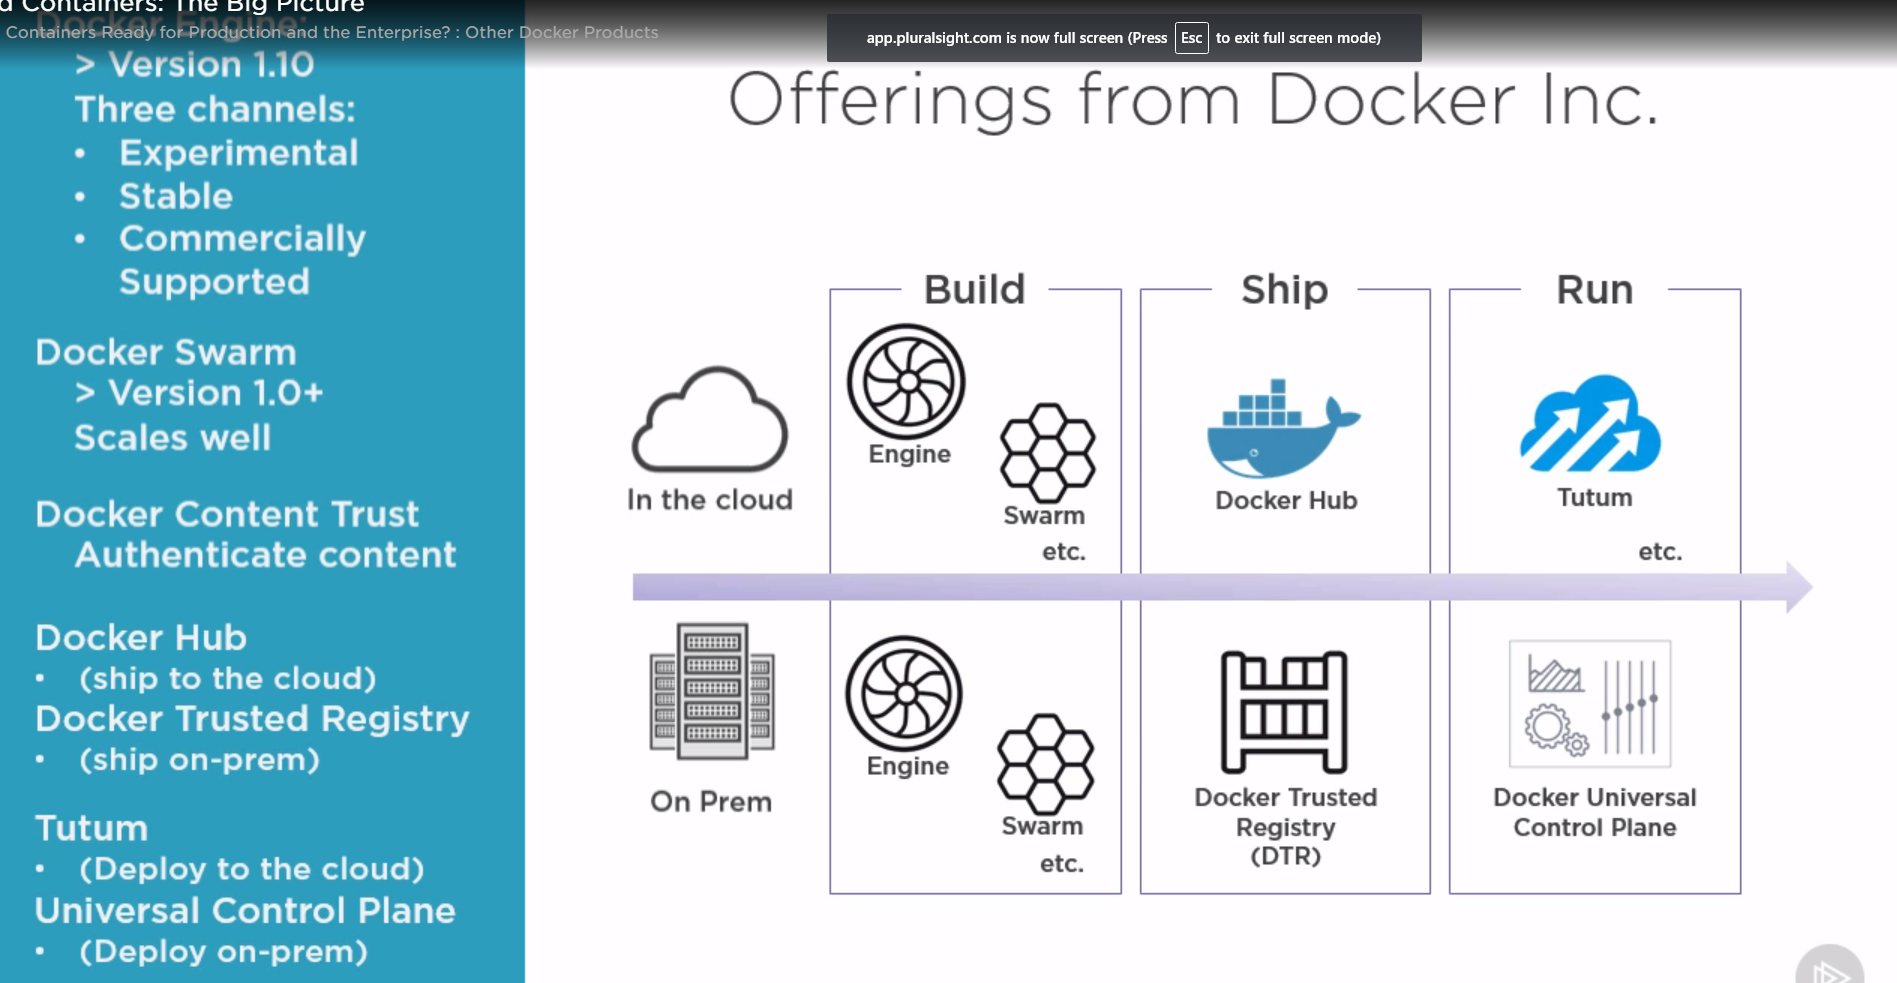 d Containers: The Big Picture
Containers Ready for Production and the Enterprise? : Other Docker Products
app.pluralsight.com is now full screen (Press Esc to exit full screen mode)
Docker Engine:
> Version 1.10
Three channels:
• Experimental
• Stable
• Commercially
Supported
Docker Swarm
> Version 1.0+
Scales well
Docker Content Trust
Authenticate content
Docker Hub
• (ship to the cloud)
Docker Trusted Registry
• (ship on-prem)
Tutum
• (Deploy to the cloud)
Universal Control Plane
• (Deploy on-prem)
Offerings from Docker Inc.
Build
Ship
Run
In the cloud
Engine
Swarm
etc.
Docker Hub
Tutum
etc.
On Prem
Engine
Swarm
etc.
Docker Trusted
Registry
(DTR)
Docker Universal
Control Plane